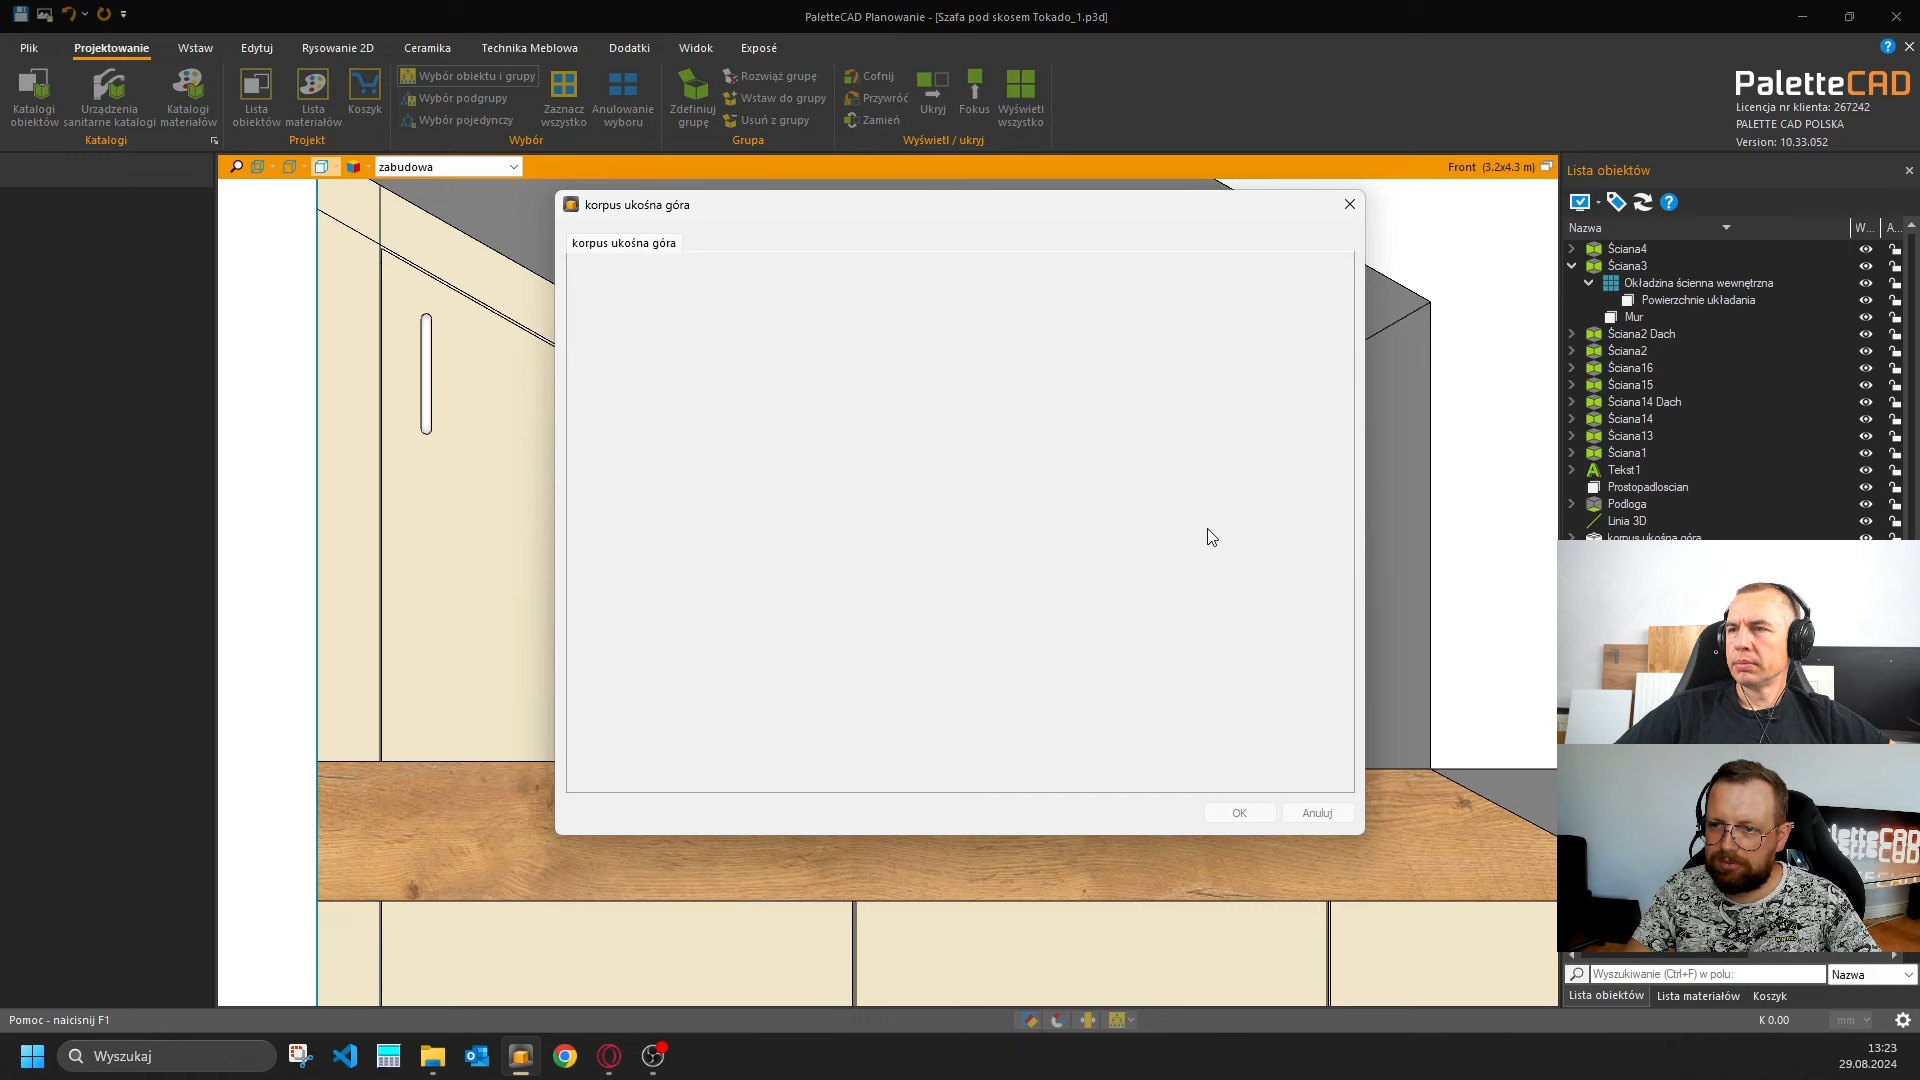 PaletteCAD Planowanie - [Szafa pod skosem Tokado_1.p3d]
Plik Projektowanie Wstaw Edytuj Rysowanie 2D Ceramika Technika Meblowa Dodatki Widok Exposé
Katalogi obiektów
Urządzenia sanitarne katalogi
Katalogi materiałów
Katalogi
Lista obiektów
Lista materiałów
Koszyk
Projekt
Wybór obiektu i grupy
Wybór podgrupy
Wybór pojedynczy
Zaznacz wszystko
Anulowanie wyboru
Wybór
Zdefiniuj grupę
Rozwiąż grupę
Wstaw do grupy
Usuń z grupy
Grupa
Cofnij
Przywróć
Zamień
Ukryj
Fokus
Wyświetl wszystko
Wyświetl / ukryj
PaletteCAD
Licencja nr klienta: 267242
PALETTE CAD POLSKA
Version: 10.33.052
zabudowa
Front (3.2x4.3 m)
korpus ukośna góra
korpus ukośna góra
OK
Anuluj
Lista obiektów
Nazwa W... A...
Ściana4
Ściana3
Okładzina ścienna wewnętrzna
Powierzchnie układania
Mur
Ściana2 Dach
Ściana2
Ściana16
Ściana15
Ściana14 Dach
Ściana14
Ściana13
Ściana1
Tekst1
Prostopadloscian
Podloga
Linia 3D
korpus ukośna góra
Wyszukiwanie (Ctrl+F) w polu:
Nazwa
Lista obiektów Lista materiałów Koszyk
Pomoc - naicisnij F1
K 0.00
mm
Wyszukaj
13:23
29.08.2024